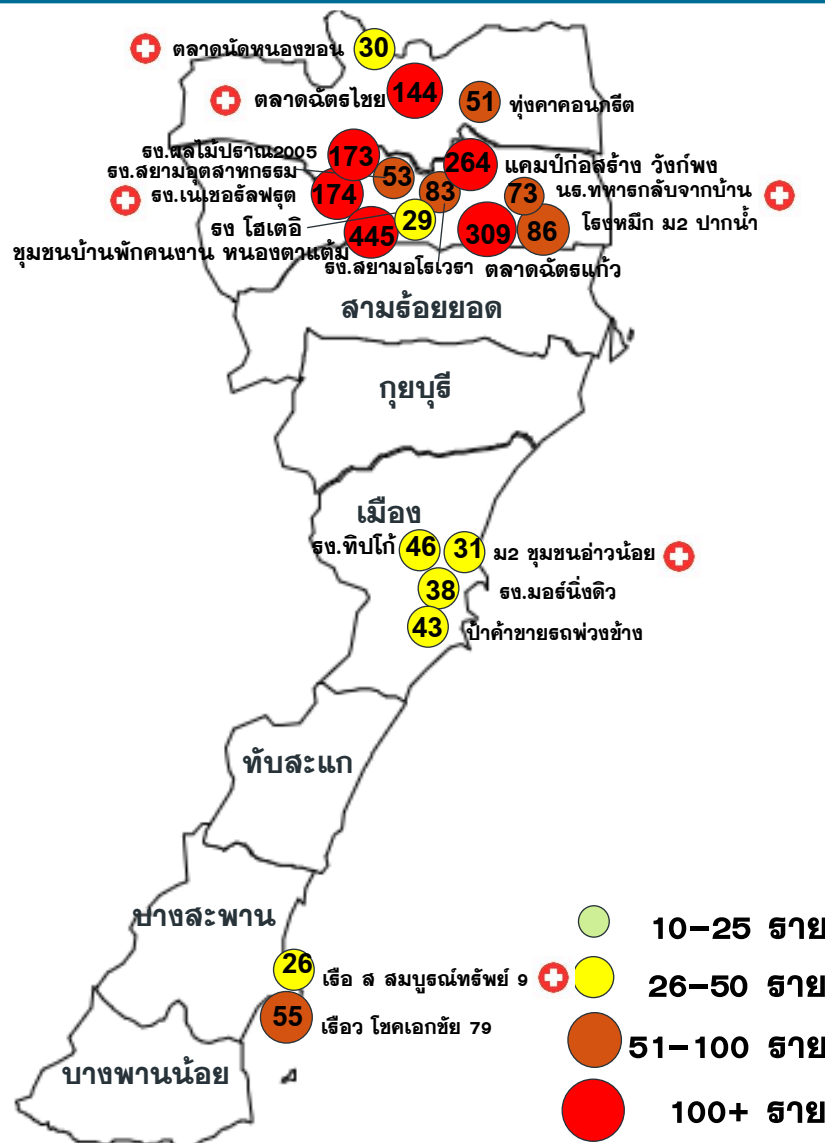 ตลาดนัดหนองขอน 30
ตลาดฉัตรไชย 144 51 ทุ่งคาคอนกรีต
รง.ผลไม้ปราณ2005 173 264 แคมป์ก่อสร้าง วังก์พง
รง.สยามอุตสาหกรรม 53
รง.เนเชอรัลฟรุต 174 83 73 นร.ทหารกลับจากบ้าน
รง โฮเตอิ 29 309 86 โรงหมึก ม2 ปากน้ำ
ชุมชนบ้านพักคนงาน หนองตาแต้ม 445
รง.สยามอโรเวรา ตลาดฉัตรแก้ว
สามร้อยยอด
กุยบุรี
เมือง
รง.ทิปโก้ 46 31 ม2 ชุมชนอ่าวน้อย
38 รง.มอร์นิ่งดิว
43 ป้าค้าขายรถพ่วงข้าง
ทับสะแก
บางสะพาน
26 เรือ ส สมบูรณ์ทรัพย์ 9
55 เรือว โชคเอกชัย 79
บางพานน้อย
10-25 ราย
26-50 ราย
51-100 ราย
100+ ราย